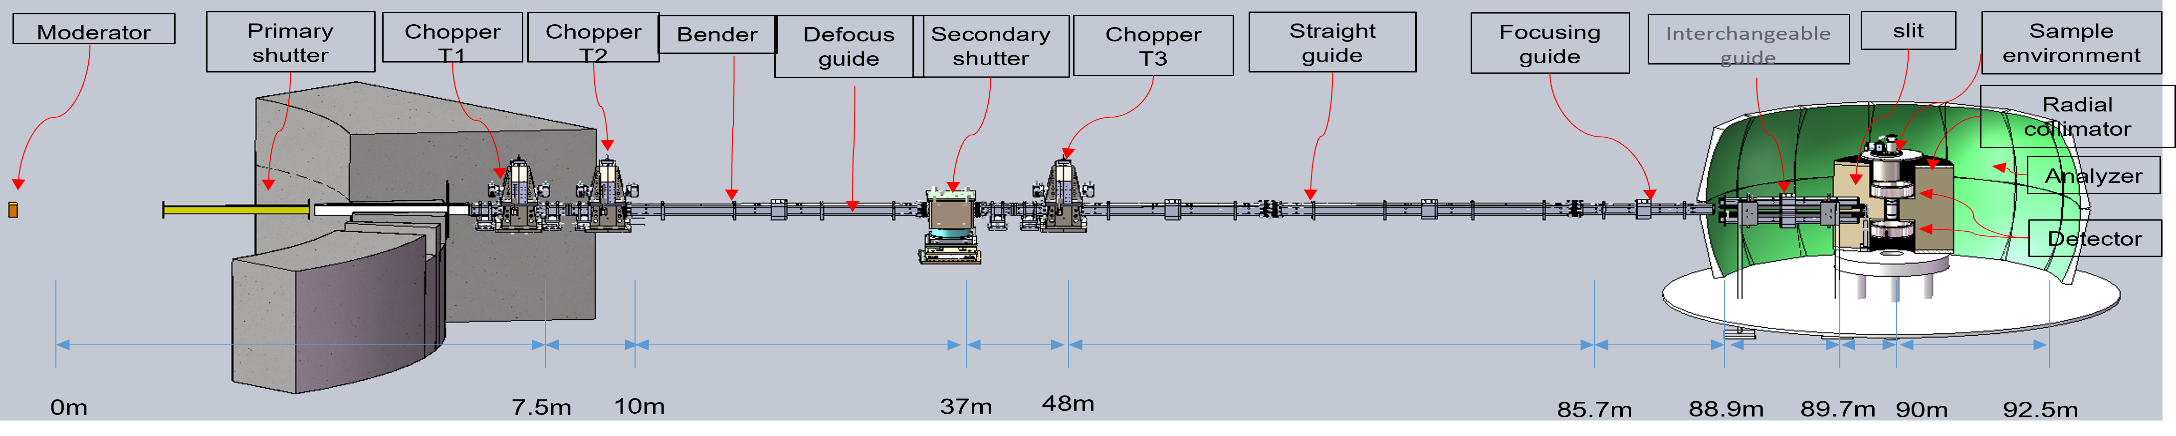 Moderator
Primary
shutter
Chopper
T1
Chopper
T2
Bender
Defocus
guide
Secondary
shutter
Chopper
T3
Straight
guide
Focusing
guide
Interchangeable
guide
slit
Sample
environment
Radial
collimator
Analyzer
Detector
0m
7.5m
10m
37m
48m
85.7m
88.9m
89.7m
90m
92.5m